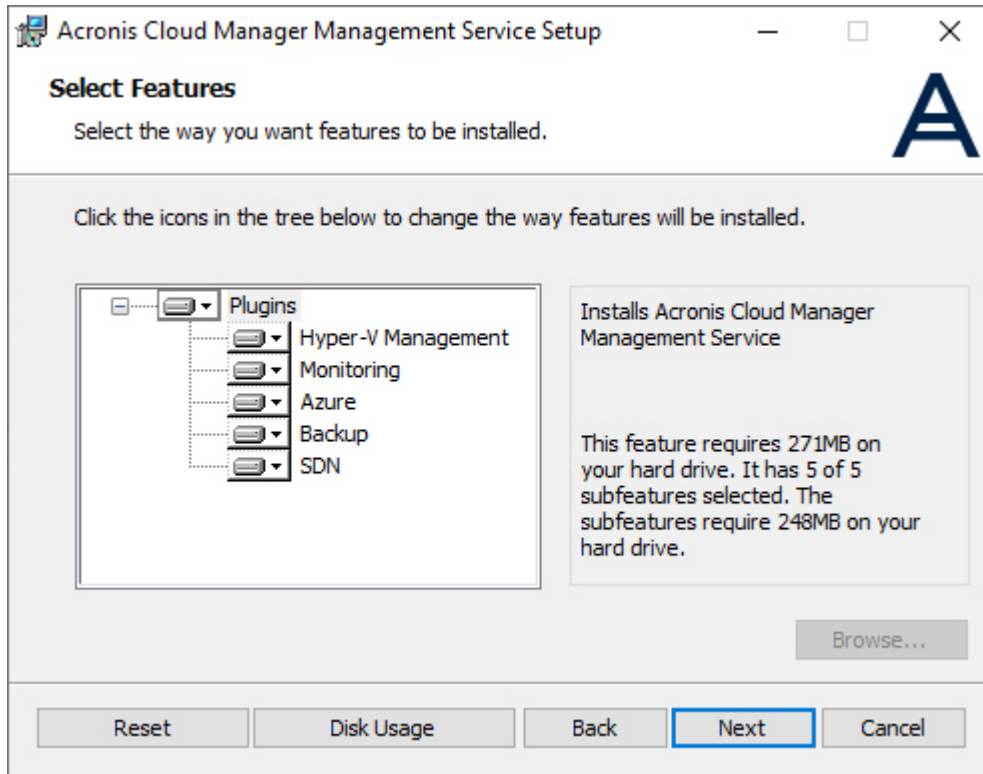 Acronis Cloud Manager Management Service Setup
Select Features
Select the way you want features to be installed.
Click the icons in the tree below to change the way features will be installed.
Plugins
Hyper-V Management
Monitoring
Azure
Backup
SDN
Installs Acronis Cloud Manager
Management Service
This feature requires 271MB on
your hard drive. It has 5 of 5
subfeatures selected. The
subfeatures require 248MB on your
hard drive.
Browse...
Reset
Disk Usage
Back
Next
Cancel